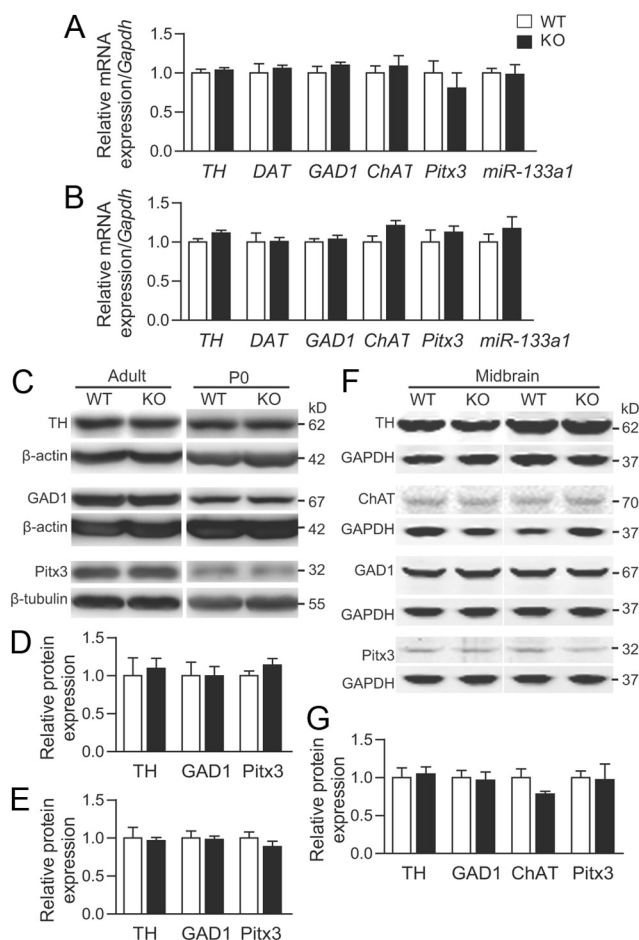 A
WT
KO
Relative mRNA
expression/Gapdh
1.5
1.0
0.5
0.0
TH DAT GAD1 ChAT Pitx3 miR-133a1
B
Relative mRNA
expression/Gapdh
1.5
1.0
0.5
0.0
TH DAT GAD1 ChAT Pitx3 miR-133a1
C
Adult P0
WT KO WT KO kD
TH 62
β-actin 42
GAD1 67
β-actin 42
Pitx3 32
β-tubulin 55
D
Relative protein
expression
1.5
1.0
0.5
0.0
TH GAD1 Pitx3
E
Relative protein
expression
1.5
1.0
0.5
0.0
TH GAD1 Pitx3
F
Midbrain
WT KO WT KO kD
TH 62
GAPDH 37
ChAT 70
GAPDH 37
GAD1 67
GAPDH 37
Pitx3 32
GAPDH 37
G
Relative protein
expression
1.5
1.0
0.5
0.0
TH GAD1 ChAT Pitx3